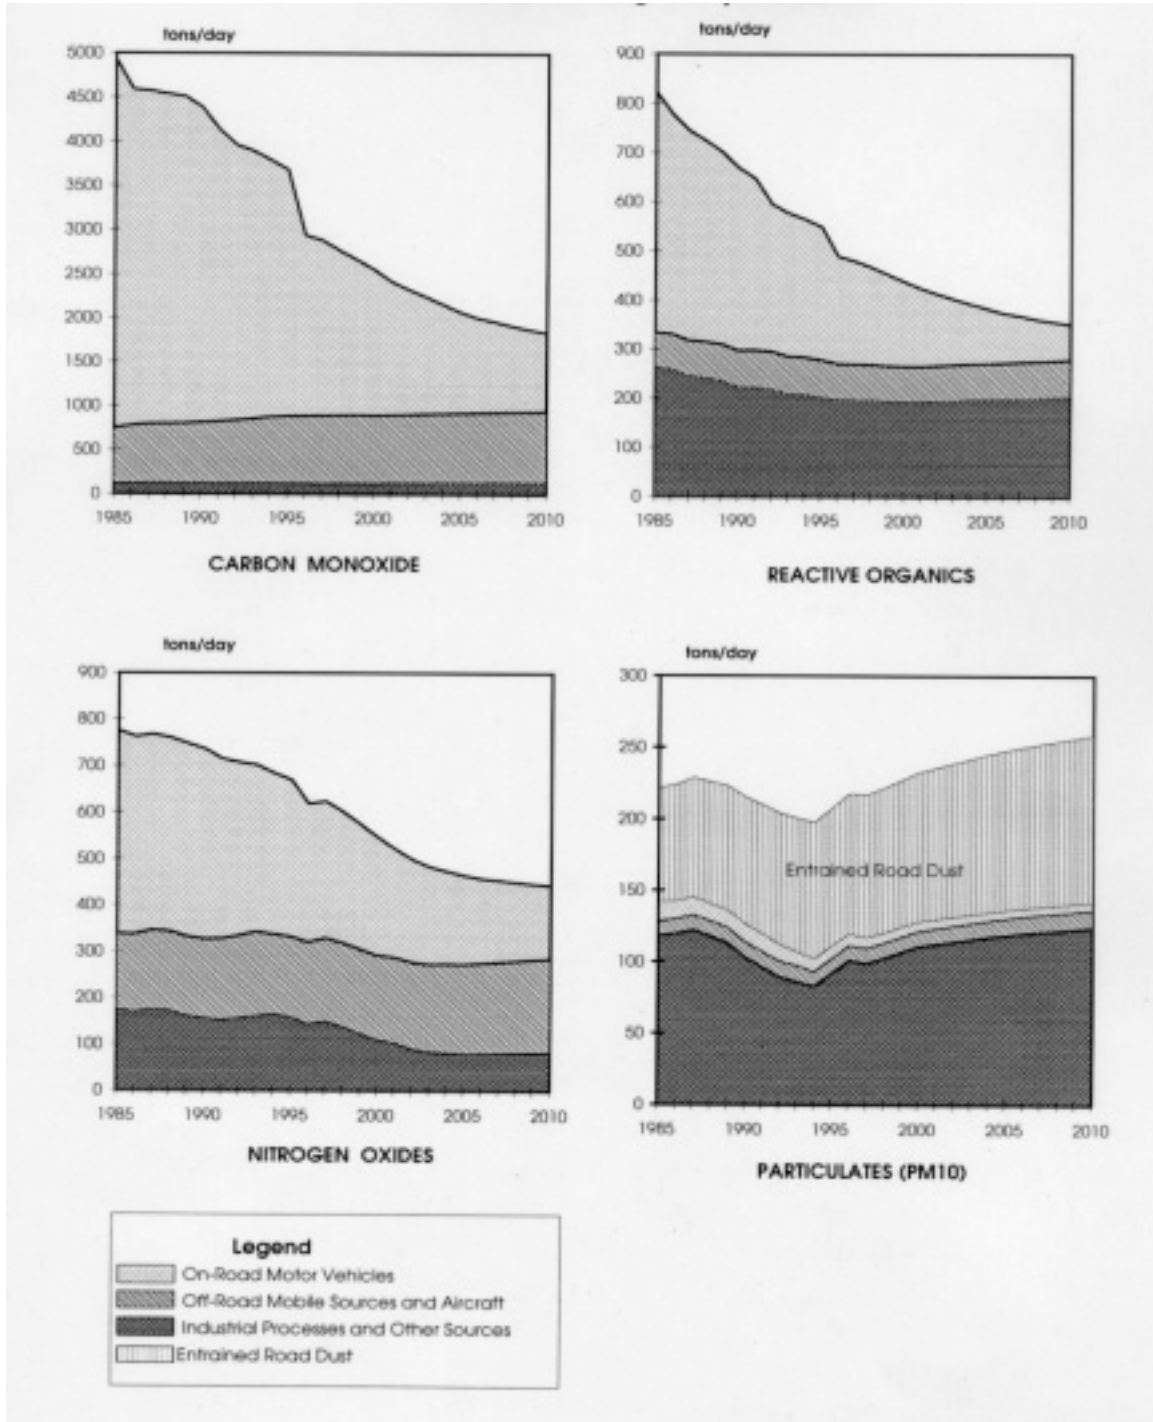 tons/day
5000
4500
4000
3500
3000
2500
2000
1500
1000
500
0
1985 1990 1995 2000 2005 2010
CARBON MONOXIDE
tons/day
900
800
700
600
500
400
300
200
100
0
1985 1990 1995 2000 2005 2010
REACTIVE ORGANICS
tons/day
900
800
700
600
500
400
300
200
100
0
1985 1990 1995 2000 2005 2010
NITROGEN OXIDES
tons/day
300
250
200
150
100
50
0
Entrained Road Dust
1985 1990 1995 2000 2005 2010
PARTICULATES (PM10)
Legend
On-Road Motor Vehicles
Off-Road Mobile Sources and Aircraft
Industrial Processes and Other Sources
Entrained Road Dust